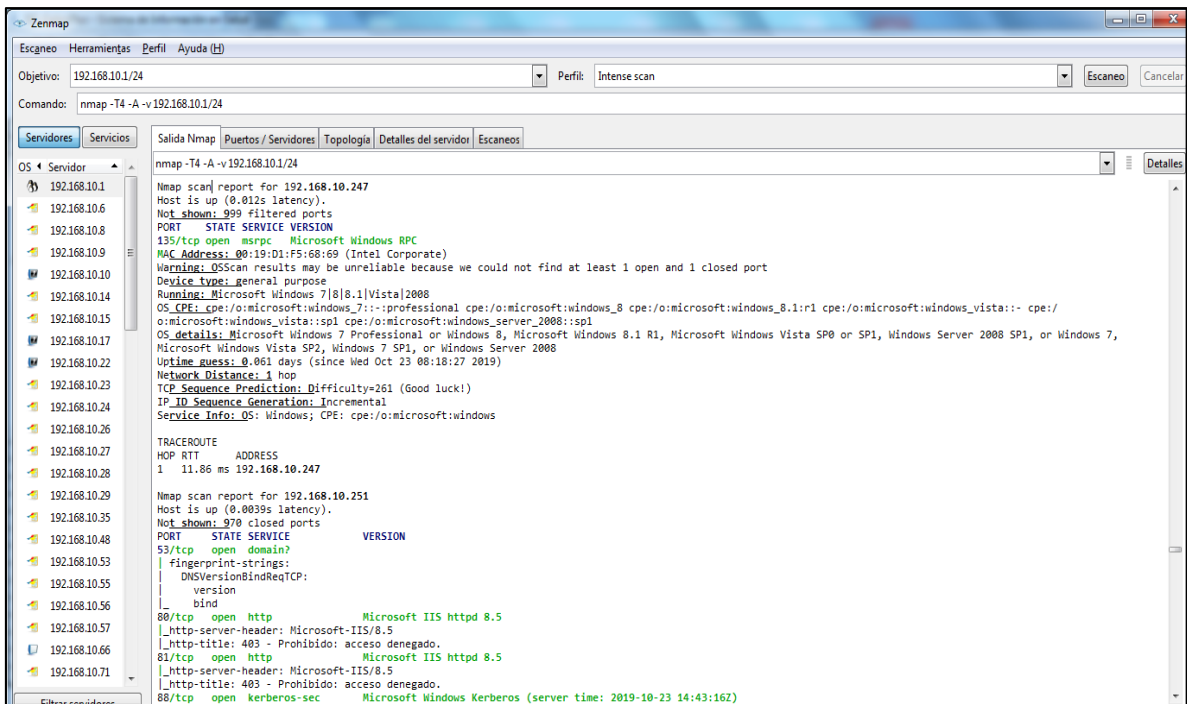 Zenmap
Escaneo Herramientas Perfil Ayuda (H)
Objetivo: 192.168.10.1/24 Perfil: Intense scan Escaneo Cancelar
Comando: nmap -T4 -A -v 192.168.10.1/24
Servidores Servicios Salida Nmap Puertos / Servidores Topología Detalles del servidor Escaneos
OS Servidor
nmap -T4 -A -v 192.168.10.1/24 Detalles
192.168.10.1
192.168.10.6
192.168.10.8
192.168.10.9
192.168.10.10
192.168.10.14
192.168.10.15
192.168.10.17
192.168.10.22
192.168.10.23
192.168.10.24
192.168.10.26
192.168.10.27
192.168.10.28
192.168.10.29
192.168.10.35
192.168.10.48
192.168.10.53
192.168.10.55
192.168.10.56
192.168.10.57
192.168.10.66
192.168.10.71
Filtrar servidores
Nmap scan report for 192.168.10.247
Host is up (0.012s latency).
Not shown: 999 filtered ports
PORT STATE SERVICE VERSION
135/tcp open msrpc Microsoft Windows RPC
MAC Address: 00:19:D1:F5:68:69 (Intel Corporate)
Warning: OSScan results may be unreliable because we could not find at least 1 open and 1 closed port
Device type: general purpose
Running: Microsoft Windows 7|8|8.1|Vista|2008
OS CPE: cpe:/o:microsoft:windows_7::-:professional cpe:/o:microsoft:windows_8 cpe:/o:microsoft:windows_8.1:r1 cpe:/o:microsoft:windows_vista::- cpe:/
o:microsoft:windows_vista::sp1 cpe:/o:microsoft:windows_server_2008::sp1
OS details: Microsoft Windows 7 Professional or Windows 8, Microsoft Windows 8.1 R1, Microsoft Windows Vista SP0 or SP1, Windows Server 2008 SP1, or Windows 7,
Microsoft Windows Vista SP2, Windows 7 SP1, or Windows Server 2008
Uptime guess: 0.061 days (since Wed Oct 23 08:18:27 2019)
Network Distance: 1 hop
TCP Sequence Prediction: Difficulty=261 (Good luck!)
IP ID Sequence Generation: Incremental
Service Info: OS: Windows; CPE: cpe:/o:microsoft:windows
TRACEROUTE
HOP RTT ADDRESS
1 11.86 ms 192.168.10.247
Nmap scan report for 192.168.10.251
Host is up (0.0039s latency).
Not shown: 970 closed ports
PORT STATE SERVICE VERSION
53/tcp open domain?
| fingerprint-strings:
| DNSVersionBindReqTCP:
| version
|_ bind
80/tcp open http Microsoft IIS httpd 8.5
|_http-server-header: Microsoft-IIS/8.5
|_http-title: 403 - Prohibido: acceso denegado.
81/tcp open http Microsoft IIS httpd 8.5
|_http-server-header: Microsoft-IIS/8.5
|_http-title: 403 - Prohibido: acceso denegado.
88/tcp open kerberos-sec Microsoft Windows Kerberos (server time: 2019-10-23 14:43:16Z)